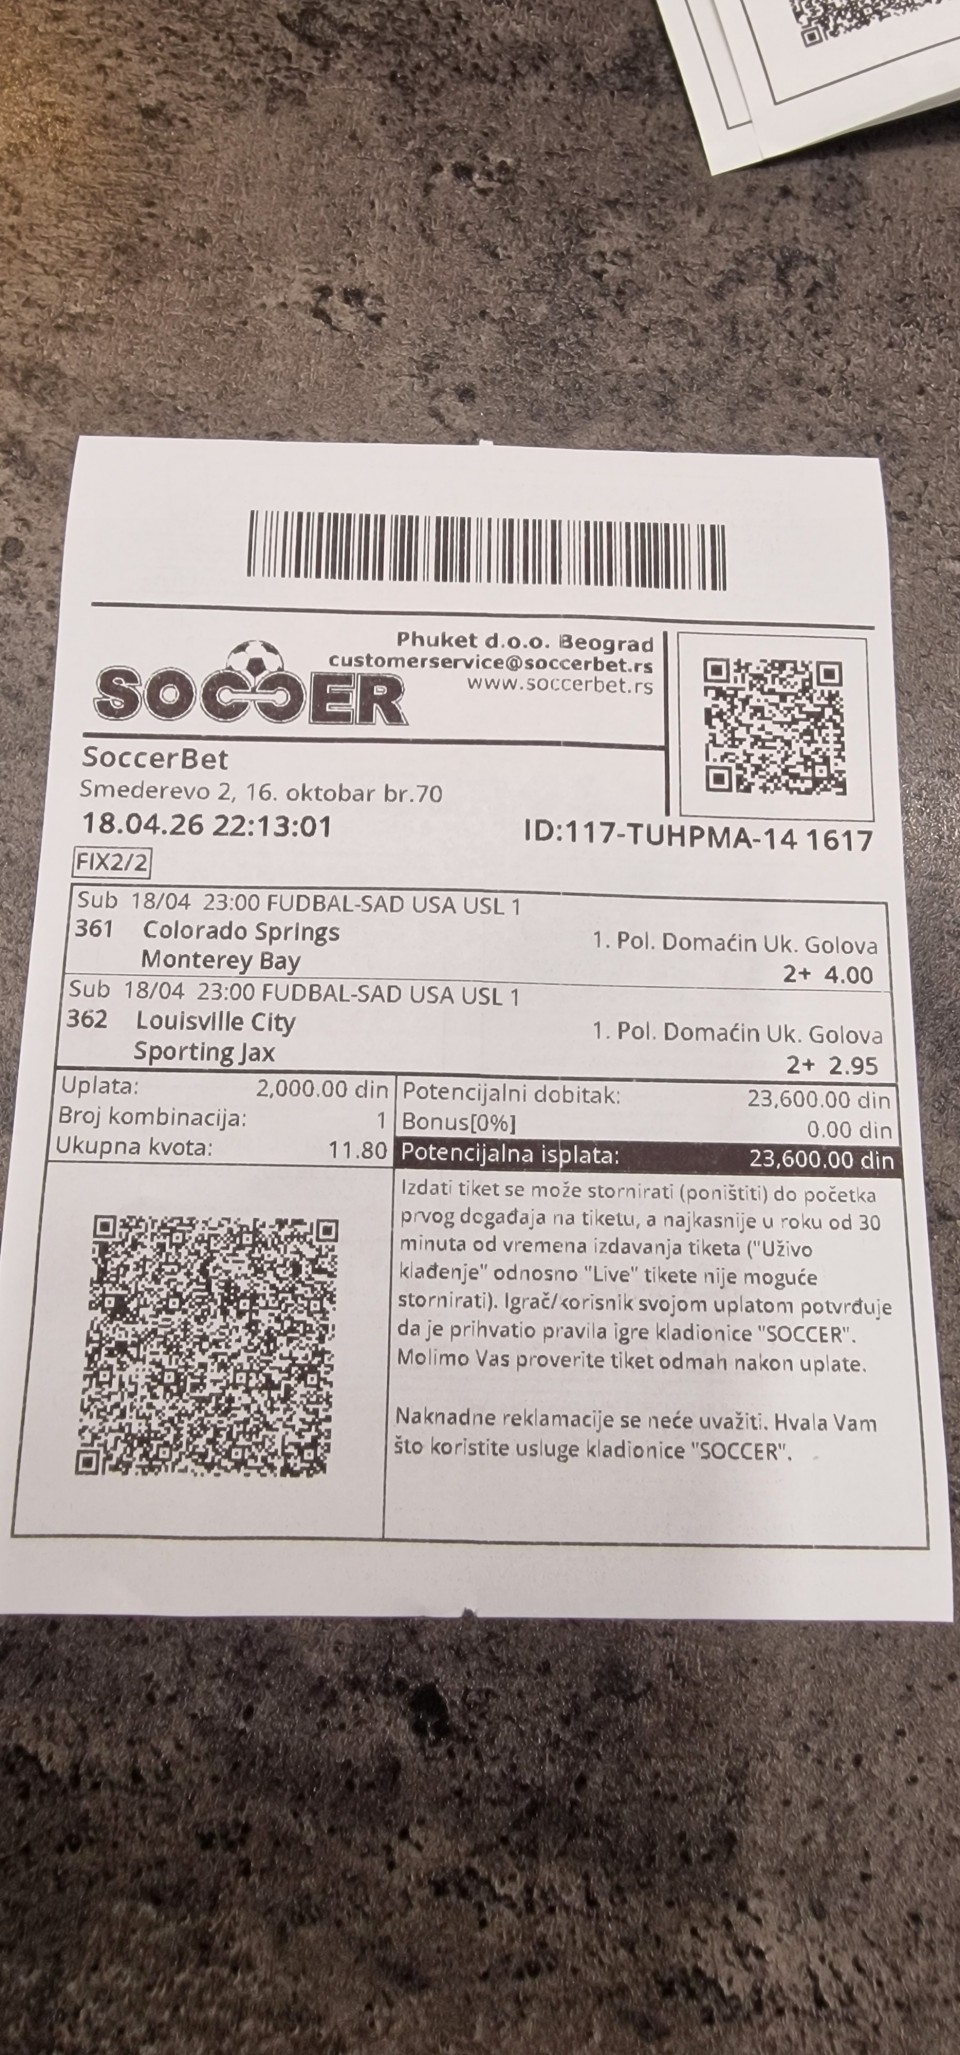 Phuket d.o.o. Beograd
customerservice@soccerbet.rs
www.soccerbet.rs
SOCCER
SoccerBet
Smederevo 2, 16. oktobar br.70
18.04.26 22:13:01 ID:117-TUHPMA-14 1617
FIX2/2
Sub 18/04 23:00 FUDBAL-SAD USA USL 1
361 Colorado Springs 1. Pol. Domaćin Uk. Golova
Monterey Bay 2+ 4.00
Sub 18/04 23:00 FUDBAL-SAD USA USL 1
362 Louisville City 1. Pol. Domaćin Uk. Golova
Sporting Jax 2+ 2.95
Uplata: 2,000.00 din Potencijalni dobitak: 23,600.00 din
Broj kombinacija: 1 Bonus[0%] 0.00 din
Ukupna kvota: 11.80 Potencijalna isplata: 23,600.00 din
Izdati tiket se može stornirati (poništiti) do početka
prvog događaja na tiketu, a najkasnije u roku od 30
minuta od vremena izdavanja tiketa ("Uživo
klađenje" odnosno "Live" tikete nije moguće
stornirati). Igrač/korisnik svojom uplatom potvrđuje
da je prihvatio pravila igre kladionice "SOCCER".
Molimo Vas proverite tiket odmah nakon uplate.
Naknadne reklamacije se neće uvažiti. Hvala Vam
što koristite usluge kladionice "SOCCER".